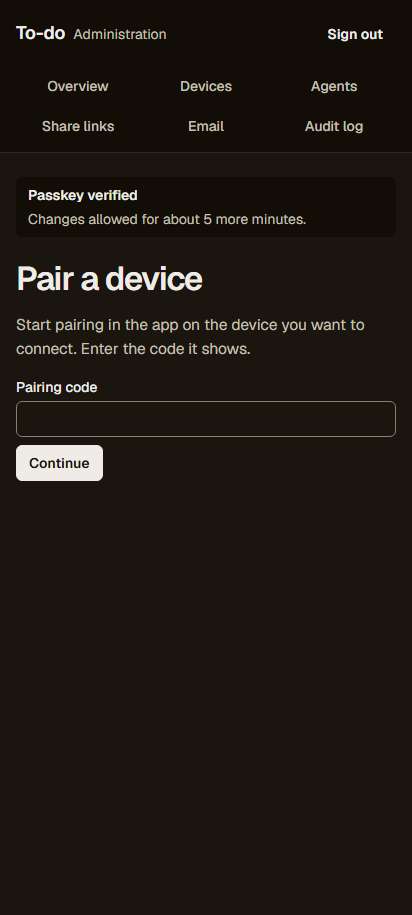 To-do Administration Sign out
Overview Devices Agents
Share links Email Audit log
Passkey verified
Changes allowed for about 5 more minutes.
Pair a device
Start pairing in the app on the device you want to
connect. Enter the code it shows.
Pairing code
Continue